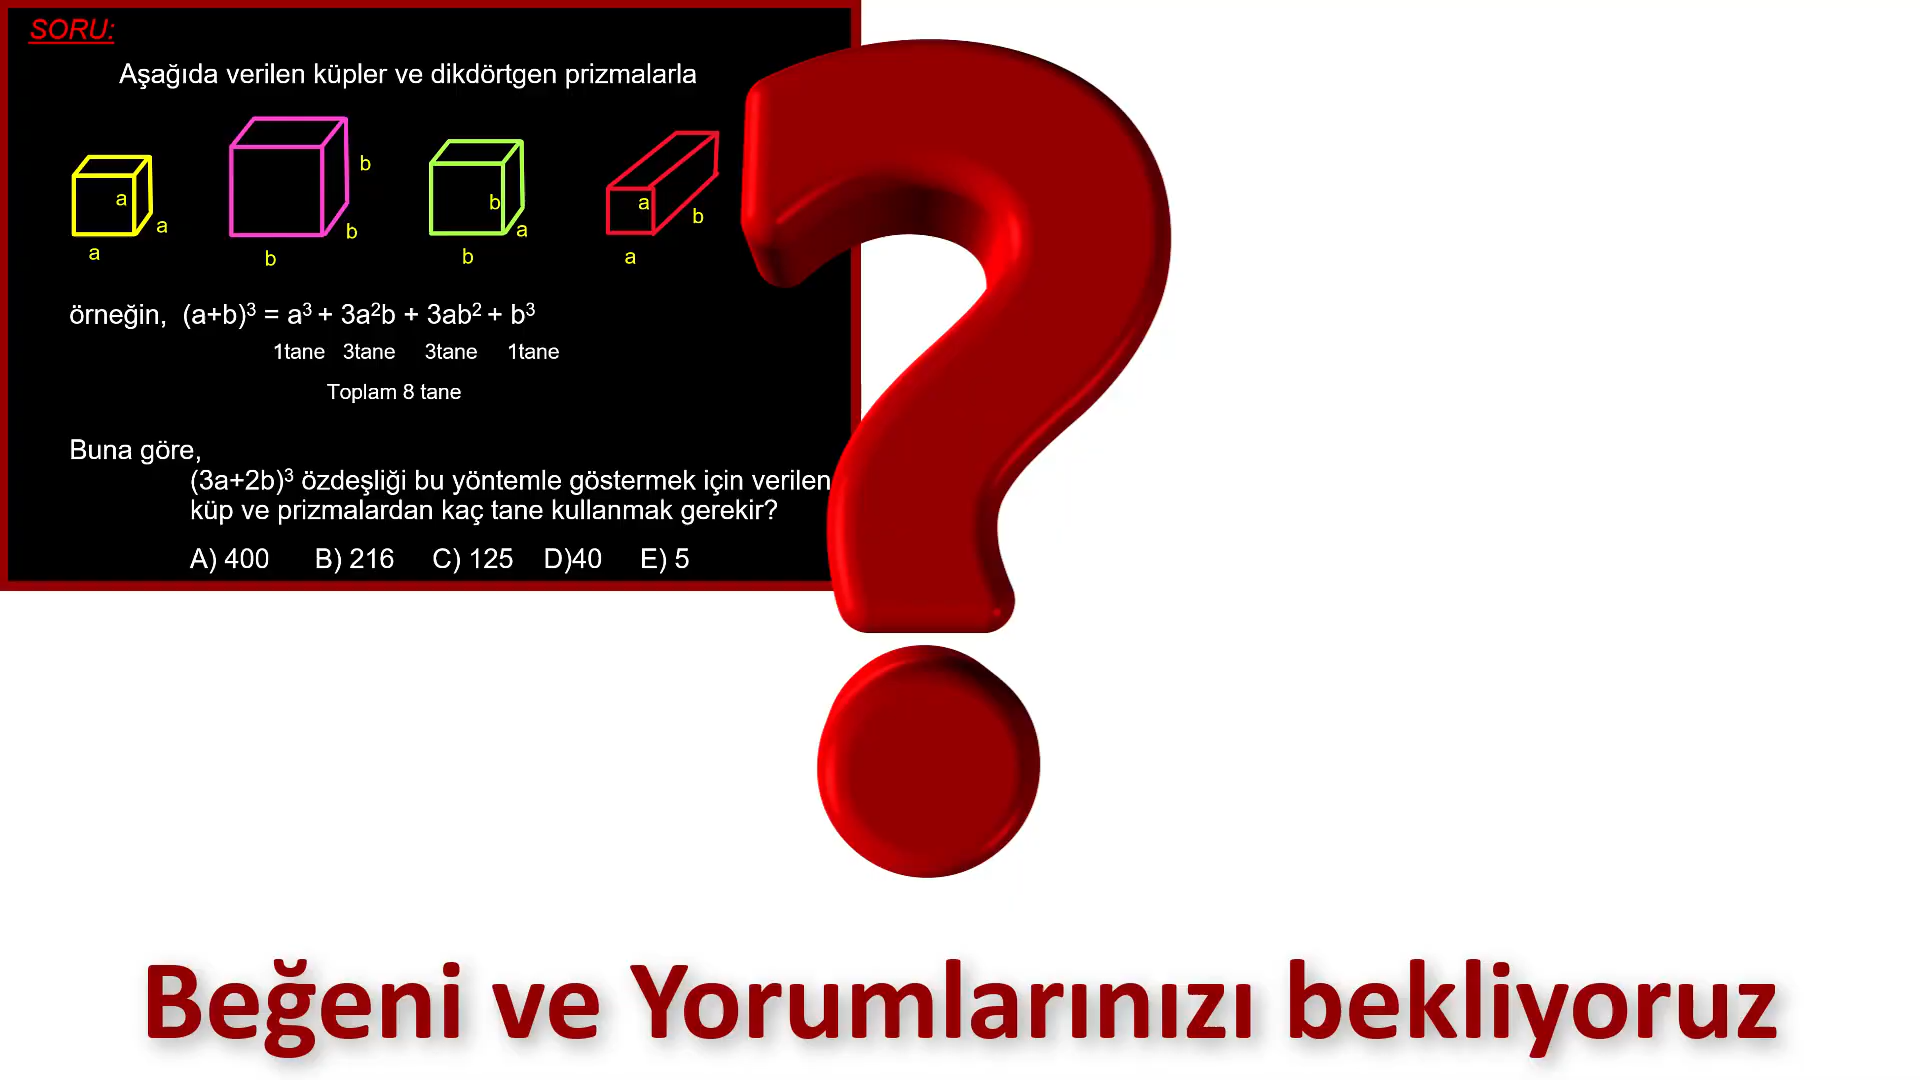 SORU:
Aşağıda verilen küpler ve dikdörtgen prizmalarla
a
a
a
b
b
b
b
a
b
a
b
a
örneğin, (a+b)³ = a³ + 3a²b + 3ab² + b³
1tane 3tane 3tane 1tane
Toplam 8 tane
Buna göre,
(3a+2b)³ özdeşliği bu yöntemle göstermek için verilen
küp ve prizmalardan kaç tane kullanmak gerekir?
A) 400 B) 216 C) 125 D)40 E) 5
Beğeni ve Yorumlarınızı bekliyoruz